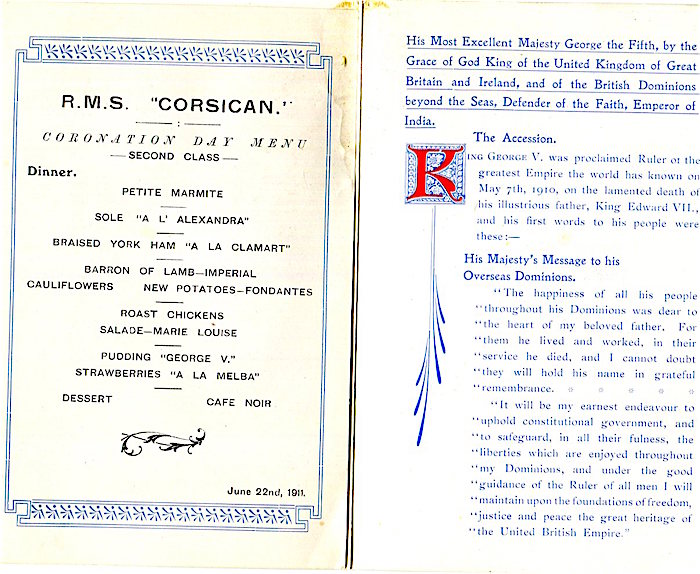 R.M.S. "CORSICAN."
CORONATION DAY MENU
SECOND CLASS
Dinner.
PETITE MARMITE
SOLE "A L' ALEXANDRA"
BRAISED YORK HAM "A LA CLAMART"
BARRON OF LAMB—IMPERIAL
CAULIFLOWERS NEW POTATOES—FONDANTES
ROAST CHICKENS
SALADE—MARIE LOUISE
PUDDING "GEORGE V."
STRAWBERRIES "A LA MELBA"
DESSERT CAFE NOIR
June 22nd, 1911.
His Most Excellent Majesty George the Fifth, by the
Grace of God King of the United Kingdom of Great
Britain and Ireland, and of the British Dominions
beyond the Seas, Defender of the Faith, Emperor of
India.
The Accession.
KING GEORGE V. was proclaimed Ruler of the
greatest Empire the world has known on
May 7th, 1910, on the lamented death of
his illustrious father, King Edward VII.,
and his first words to his people were
these:—
His Majesty's Message to his
Overseas Dominions.
"The happiness of all his people
"throughout his Dominions was dear to
"the heart of my beloved father. For
"them he lived and worked, in their
"service he died, and I cannot doubt
"they will hold his name in grateful
"remembrance. * * * * *
"It will be my earnest endeavour to
"uphold constitutional government, and
"to safeguard, in all their fulness, the
"liberties which are enjoyed throughout
"my Dominions, and under the good
"guidance of the Ruler of all men I will
"maintain upon the foundations of freedom,
"justice and peace the great heritage of
"the United British Empire."